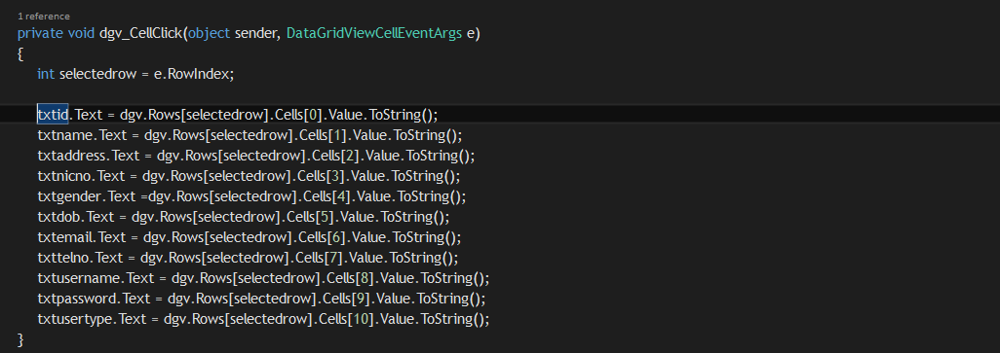 1 reference
private void dgv_CellClick(object sender, DataGridViewCellEventArgs e)
{
int selectedrow = e.RowIndex;
txtid.Text = dgv.Rows[selectedrow].Cells[0].Value.ToString();
txtname.Text = dgv.Rows[selectedrow].Cells[1].Value.ToString();
txtaddress.Text = dgv.Rows[selectedrow].Cells[2].Value.ToString();
txtnicno.Text = dgv.Rows[selectedrow].Cells[3].Value.ToString();
txtgender.Text =dgv.Rows[selectedrow].Cells[4].Value.ToString();
txtdob.Text = dgv.Rows[selectedrow].Cells[5].Value.ToString();
txtemail.Text = dgv.Rows[selectedrow].Cells[6].Value.ToString();
txttelno.Text = dgv.Rows[selectedrow].Cells[7].Value.ToString();
txtusername.Text = dgv.Rows[selectedrow].Cells[8].Value.ToString();
txtpassword.Text = dgv.Rows[selectedrow].Cells[9].Value.ToString();
txtusertype.Text = dgv.Rows[selectedrow].Cells[10].Value.ToString();
}